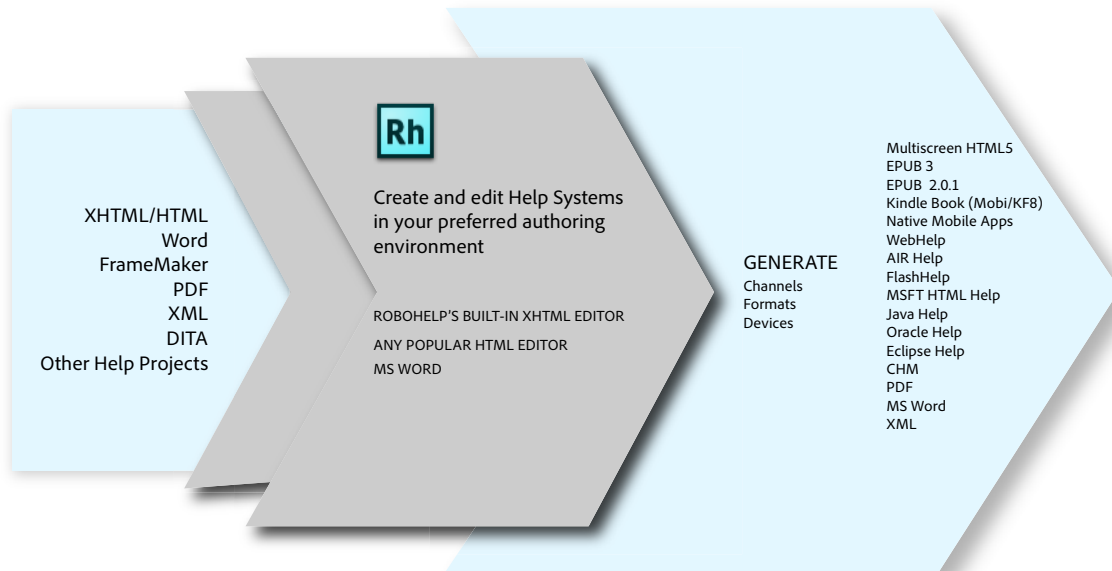 XHTML/HTML
Word
FrameMaker
PDF
XML
DITA
Other Help Projects
Rh
Create and edit Help Systems
in your preferred authoring
environment
ROBOHELP'S BUILT-IN XHTML EDITOR
ANY POPULAR HTML EDITOR
MS WORD
GENERATE
Channels
Formats
Devices
Multiscreen HTML5
EPUB 3
EPUB 2.0.1
Kindle Book (Mobi/KF8)
Native Mobile Apps
WebHelp
AIR Help
FlashHelp
MSFT HTML Help
Java Help
Oracle Help
Eclipse Help
CHM
PDF
MS Word
XML